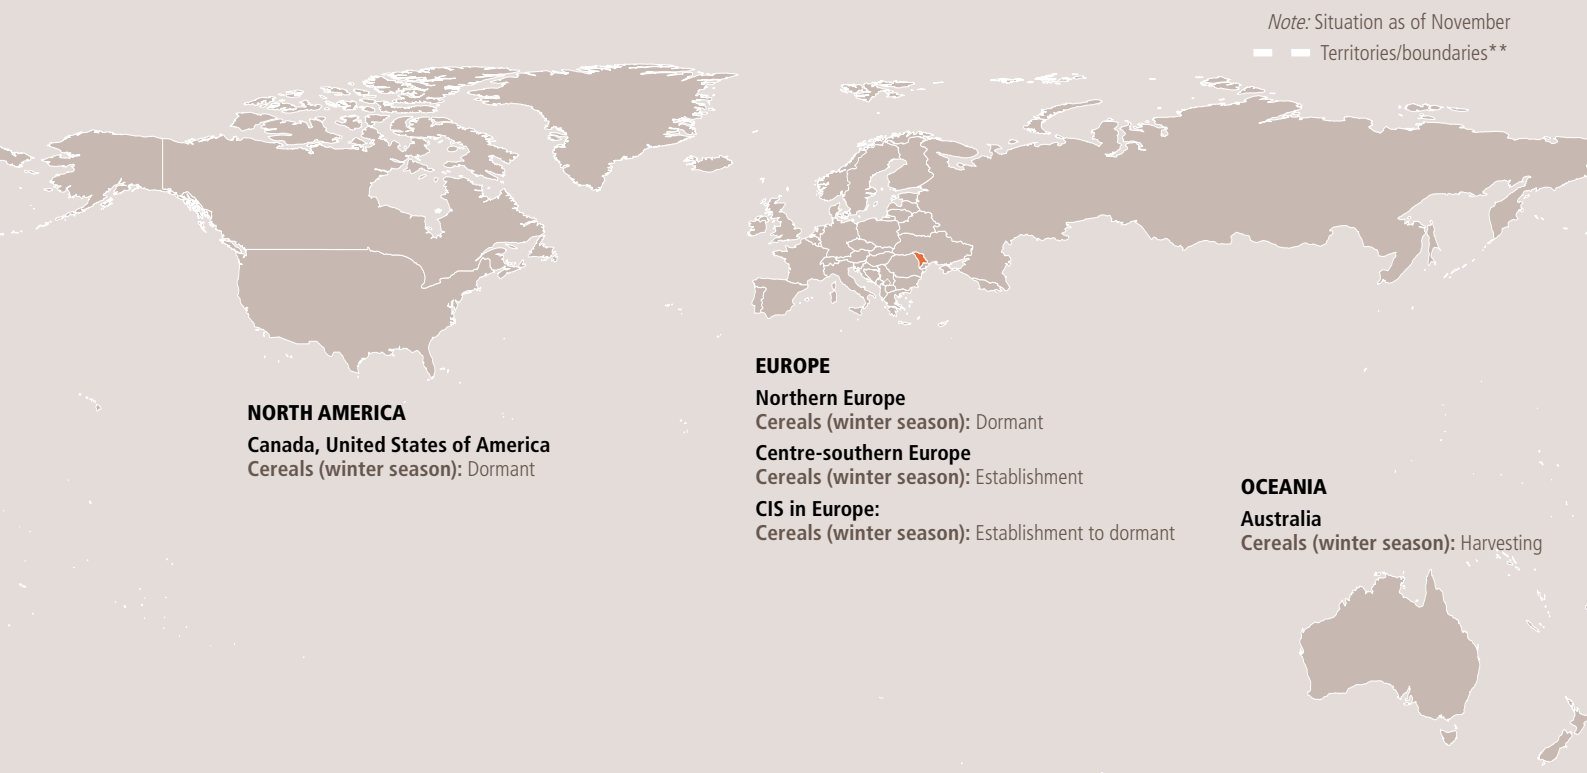 Note: Situation as of November
Territories/boundaries**
NORTH AMERICA
Canada, United States of America
Cereals (winter season): Dormant
EUROPE
Northern Europe
Cereals (winter season): Dormant
Centre-southern Europe
Cereals (winter season): Establishment
CIS in Europe:
Cereals (winter season): Establishment to dormant
OCEANIA
Australia
Cereals (winter season): Harvesting